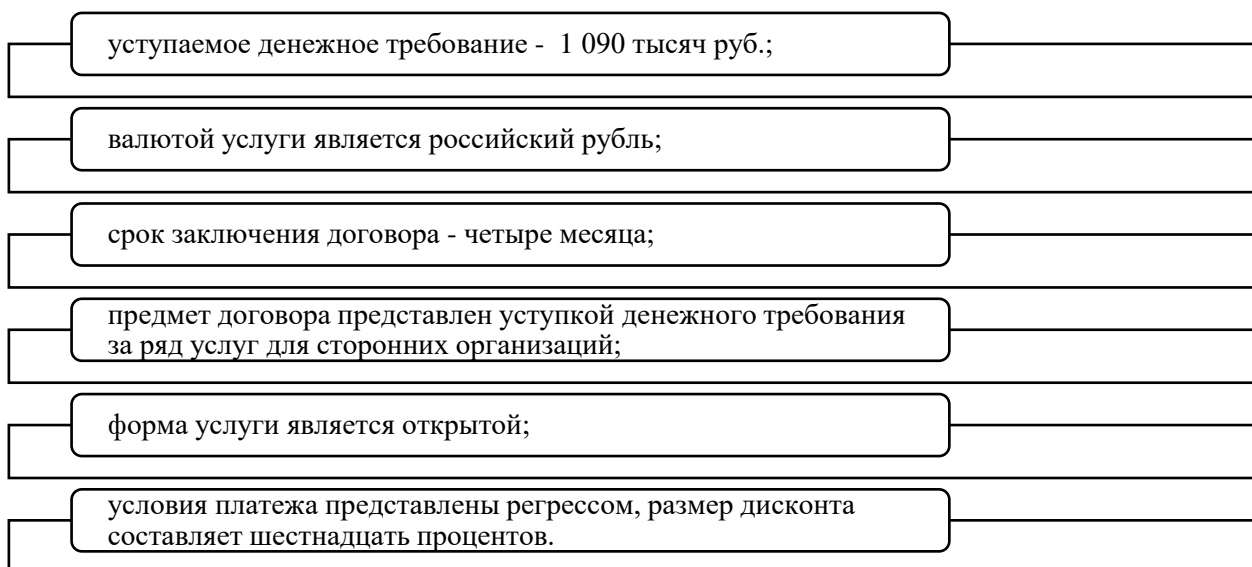 уступаемое денежное требование - 1 090 тысяч руб.;
валютой услуги является российский рубль;
срок заключения договора - четыре месяца;
предмет договора представлен уступкой денежного требования
за ряд услуг для сторонних организаций;
форма услуги является открытой;
условия платежа представлены регрессом, размер дисконта
составляет шестнадцать процентов.